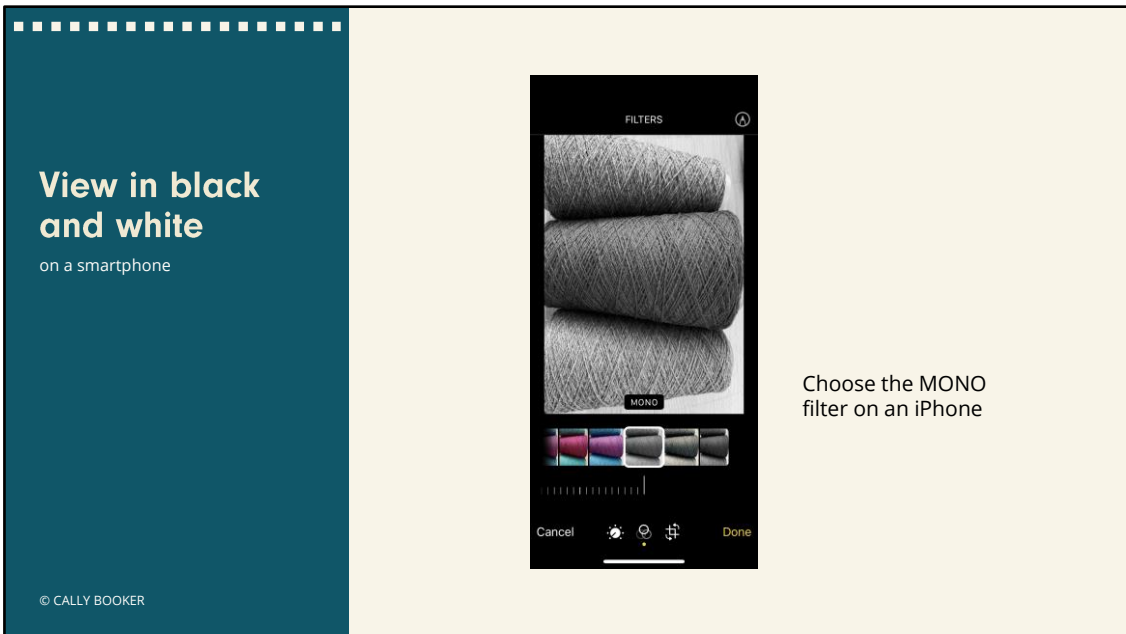 View in black
and white
on a smartphone
FILTERS
MONO
Cancel
Done
Choose the MONO
filter on an iPhone
© CALLY BOOKER